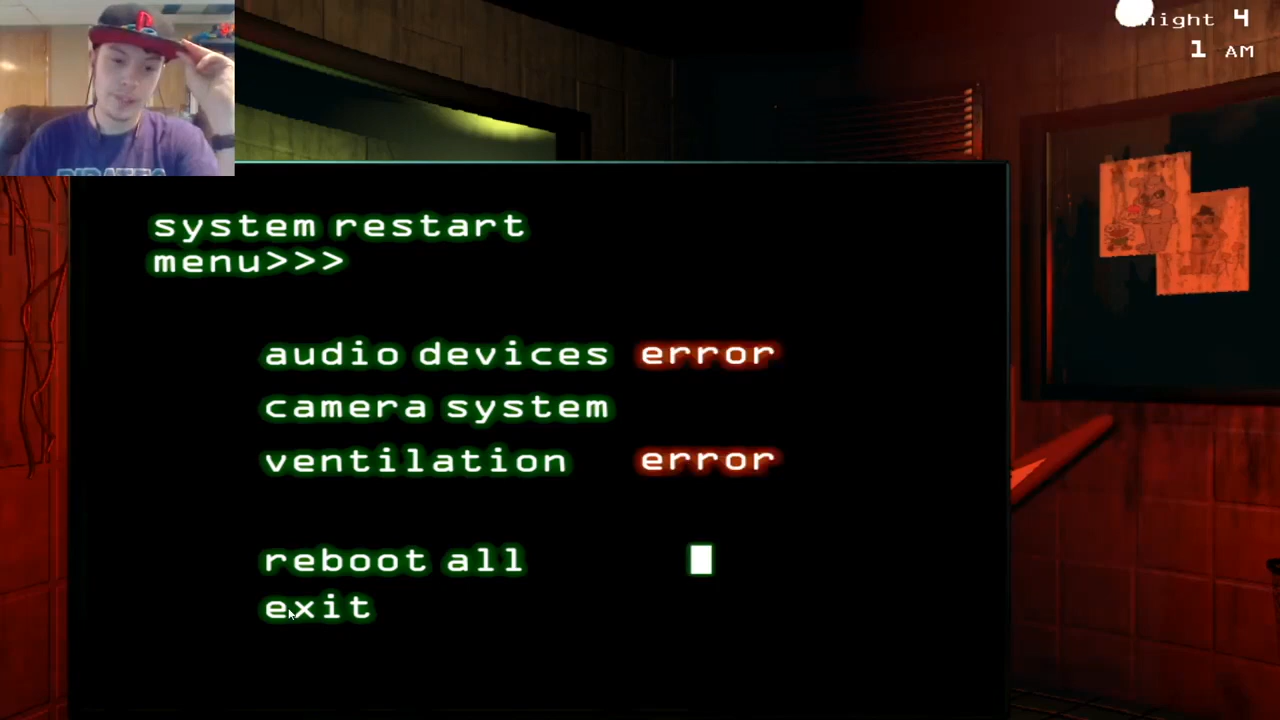 night 4
1 AM
system restart
menu>>>
audio devices error
camera system
ventilation error
reboot all
exit